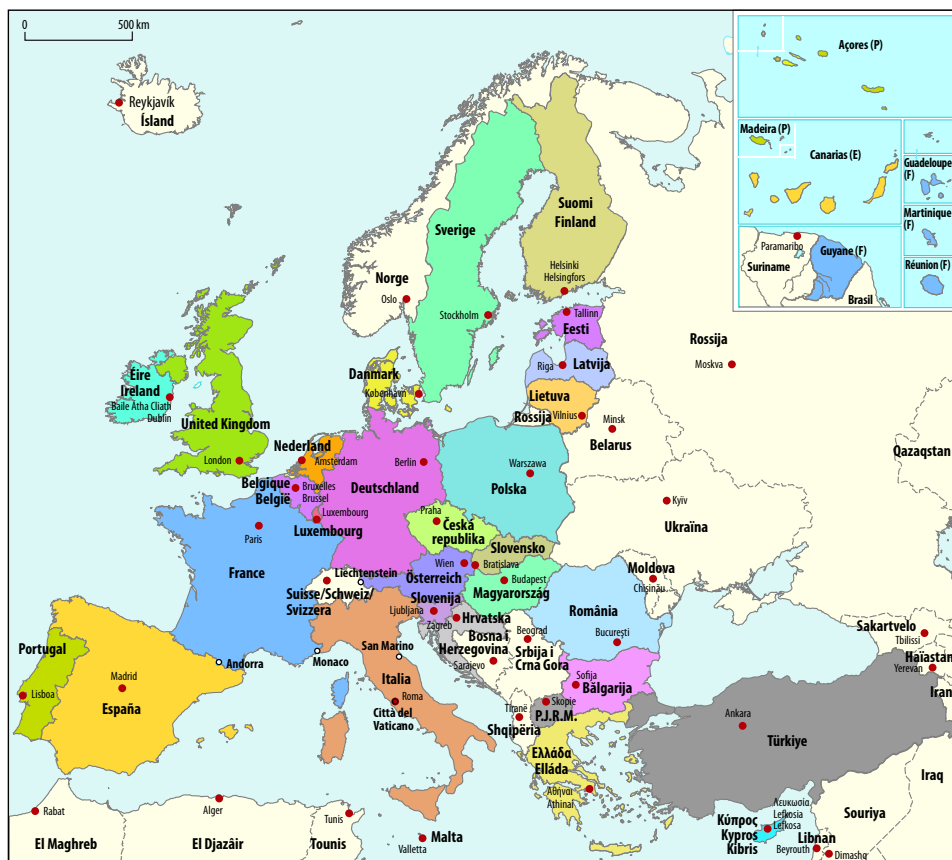 0 500 km
Reykjavík
Ísland
Açores (P)
Madeira (P)
Canarias (E)
Guadeloupe
(F)
Martinique
(F)
Réunion (F)
Paramaribo
Suriname
Guyane (F)
Brasil
Suomi
Finland
Sverige
Norge
Helsinki
Helsingfors
Oslo
Stockholm
Tallinn
Eesti
Rossija
Moskva
Riga
Latvija
Danmark
København
Éire
Ireland
Baile Átha Cliath
Dublin
United Kingdom
London
Lietuva
Vilnius
Rossija
Minsk
Belarus
Nederland
Amsterdam
Berlin
Deutschland
Warszawa
Polska
Qazaqstan
Belgique
België
Bruxelles
Brussel
Luxembourg
Luxembourg
Praha
Česká
republika
Kyïv
Ukraïna
Paris
France
Slovensko
Bratislava
Wien
Österreich
Liechtenstein
Suisse/Schweiz/
Svizzera
Budapest
Magyarország
Moldova
Chişinău
Slovenija
Ljubljana
Zagreb
Hrvatska
România
Bucureşti
Bosna i
Herzegovina
Sarajevo
Beograd
Srbija i
Crna Gora
Sakartvelo
Tbilissi
Haïastan
Yerevan
Iran
Portugal
Lisboa
Madrid
España
Andorra
Monaco
San Marino
Italia
Roma
Città del
Vaticano
Sofija
Bălgarija
Skopie
P.J.R.M.
Tiranë
Shqipëria
Ελλάδα
Elláda
Αθήναι
Athinai
Ankara
Türkiye
Iraq
Souriya
Rabat
El Maghreb
Alger
El Djazâir
Tunis
Tounis
Malta
Valletta
Κύπρος
Kypros
Kibris
Λευκωσία
Lefkosia
Lefkosa
Libnan
Beyrouth
Dimashq